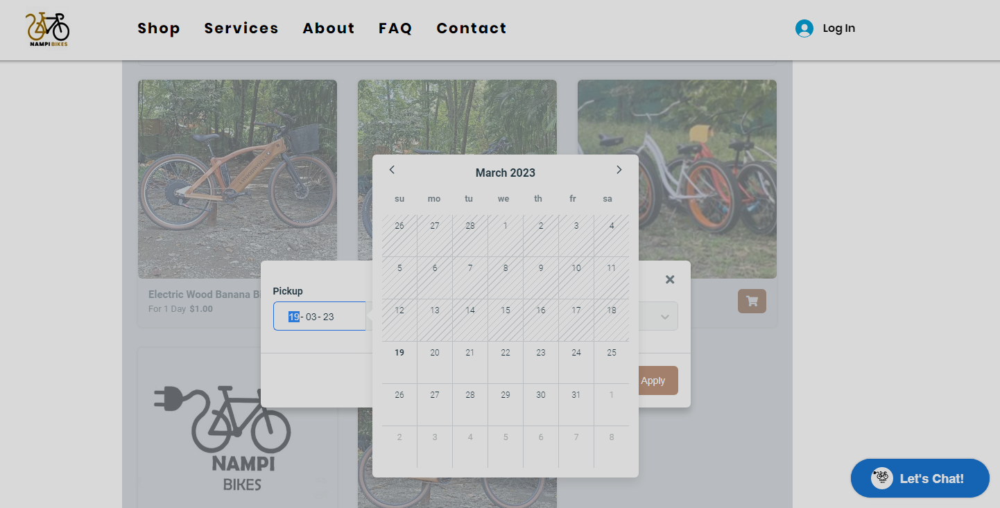 NAMPI BIKES
Shop Services About FAQ Contact
Log In
March 2023
su mo tu we th fr sa
26 27 28 1 2 3 4
5 6 7 8 9 10 11
12 13 14 15 16 17 18
19 20 21 22 23 24 25
26 27 28 29 30 31 1
2 3 4 5 6 7 8
Pickup
19 - 03 - 23
Apply
Electric Wood Banana Bi
For 1 Day $1.00
NAMPI
BIKES
Let's Chat!